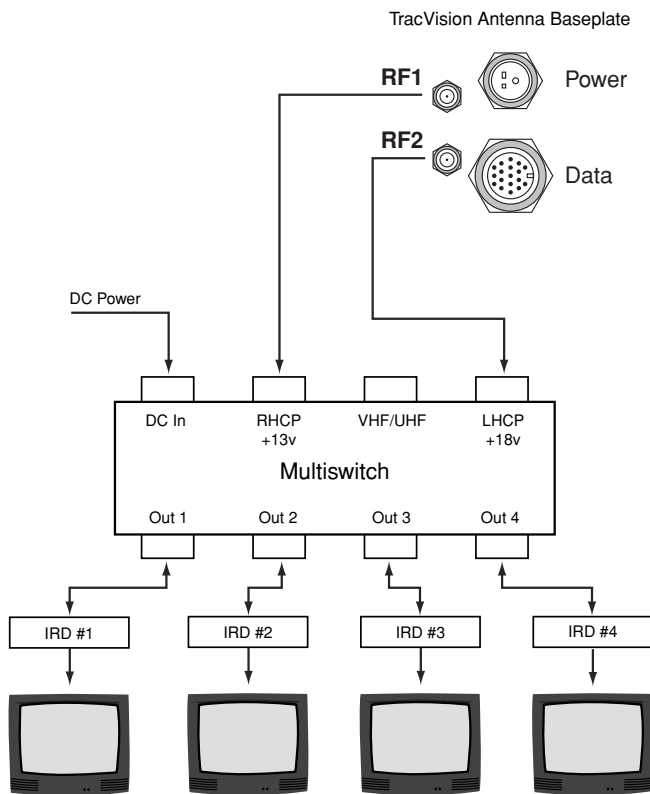 TracVision Antenna Baseplate
RF1
Power
RF2
Data
DC Power
DC In
RHCP
+13v
VHF/UHF
LHCP
+18v
Multiswitch
Out 1
Out 2
Out 3
Out 4
IRD #1
IRD #2
IRD #3
IRD #4